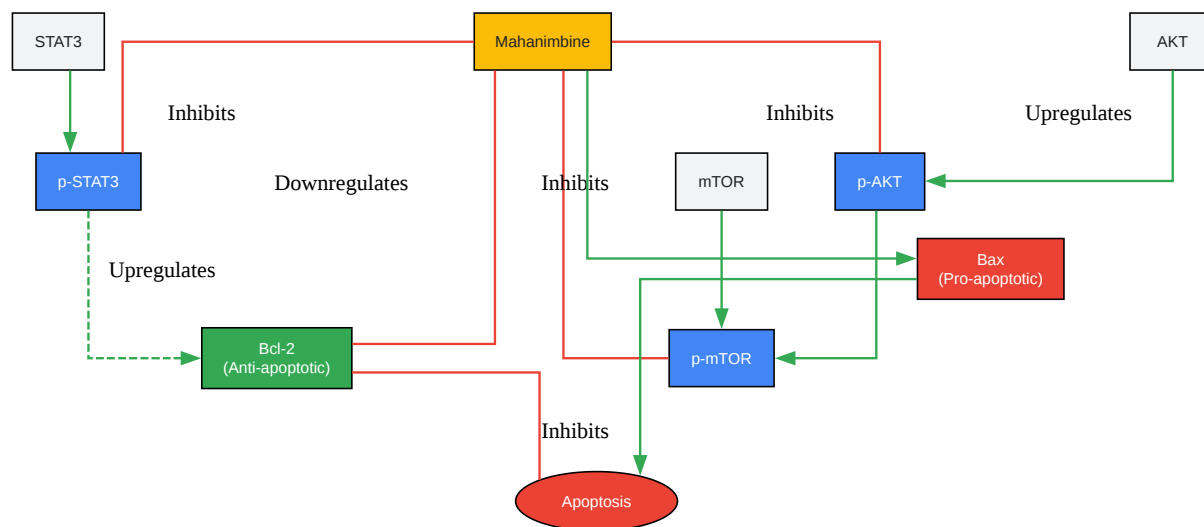 STAT3
Mahanimbine
AKT
Inhibits
Inhibits
Upregulates
p-STAT3
Downregulates
Inhibits
mTOR
p-AKT
Upregulates
Bax
(Pro-apoptotic)
Bcl-2
(Anti-apoptotic)
p-mTOR
Inhibits
Apoptosis